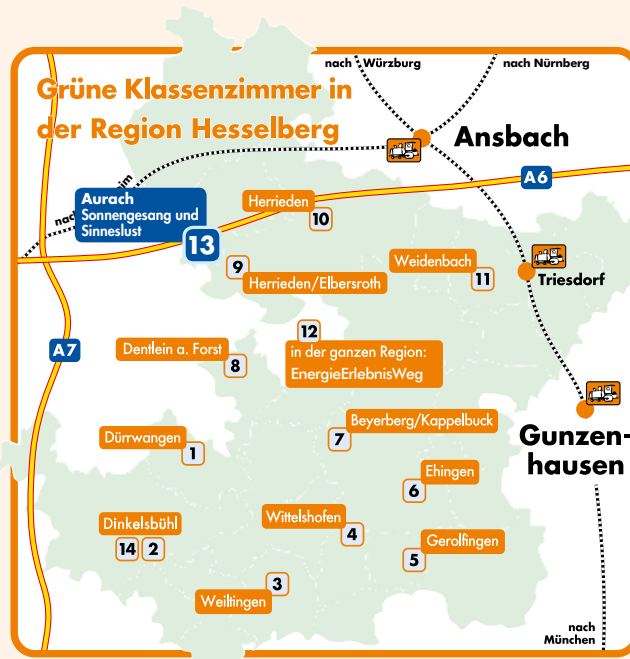 nach Würzburg
nach Nürnberg
Grüne Klassenzimmer in
der Region Hesselberg
Ansbach
A6
Aurach
Sonnengesang und
Sinneslust
13
Herrieden
10
9
Herrieden/Elbersroth
Weidenbach
11
Triesdorf
12
in der ganzen Region:
EnergieErlebnisWeg
A7
Dentlein a. Forst
8
Beyerberg/Kappelbuck
7
Gunzen-
hausen
Dürrwangen
1
Ehingen
6
Dinkelsbühl
14 2
Wittelshofen
4
Gerolfingen
5
3
Weiltingen
nach
München